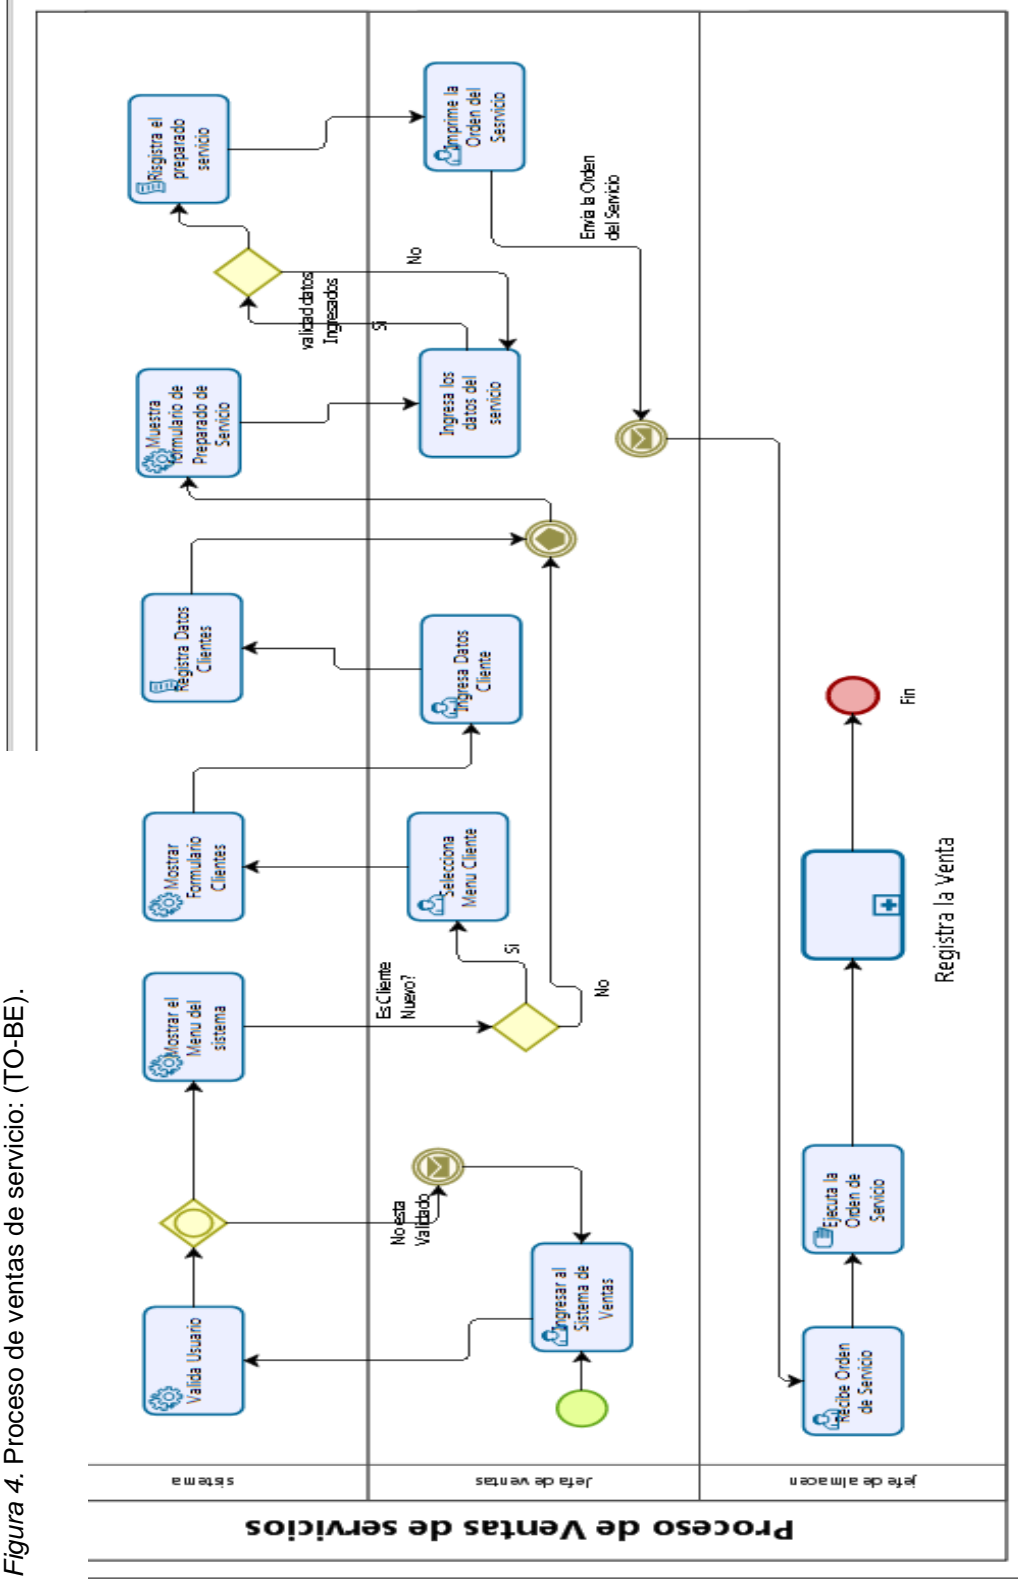 Figura 4. Proceso de ventas de servicio: (TO-BE).
Proceso de Ventas de servicios
sistema
Jefa de ventas
jefe de almacen
Valida Usuario
Mostrar el
Menu del
sistema
Mostrar
Formulario
Clientes
Registra Datos
Clientes
Muestra
formulario de
Preparado de
Servicio
Risgistra el
preparado
servicio
Ingresar al
Sistema de
Ventas
No esta
Validado
Es Cliente
Nuevo?
Si
No
Selecciona
Menu Cliente
Ingresa Datos
Cliente
Ingresa los
datos del
servicio
validad datos
Ingresados
Si
No
Imprime la
Orden del
Sesrvicio
Envia la Orden
del Servicio
Recibe Orden
de Servicio
Ejecuta la
Orden de
Servicio
Registra la Venta
Fin